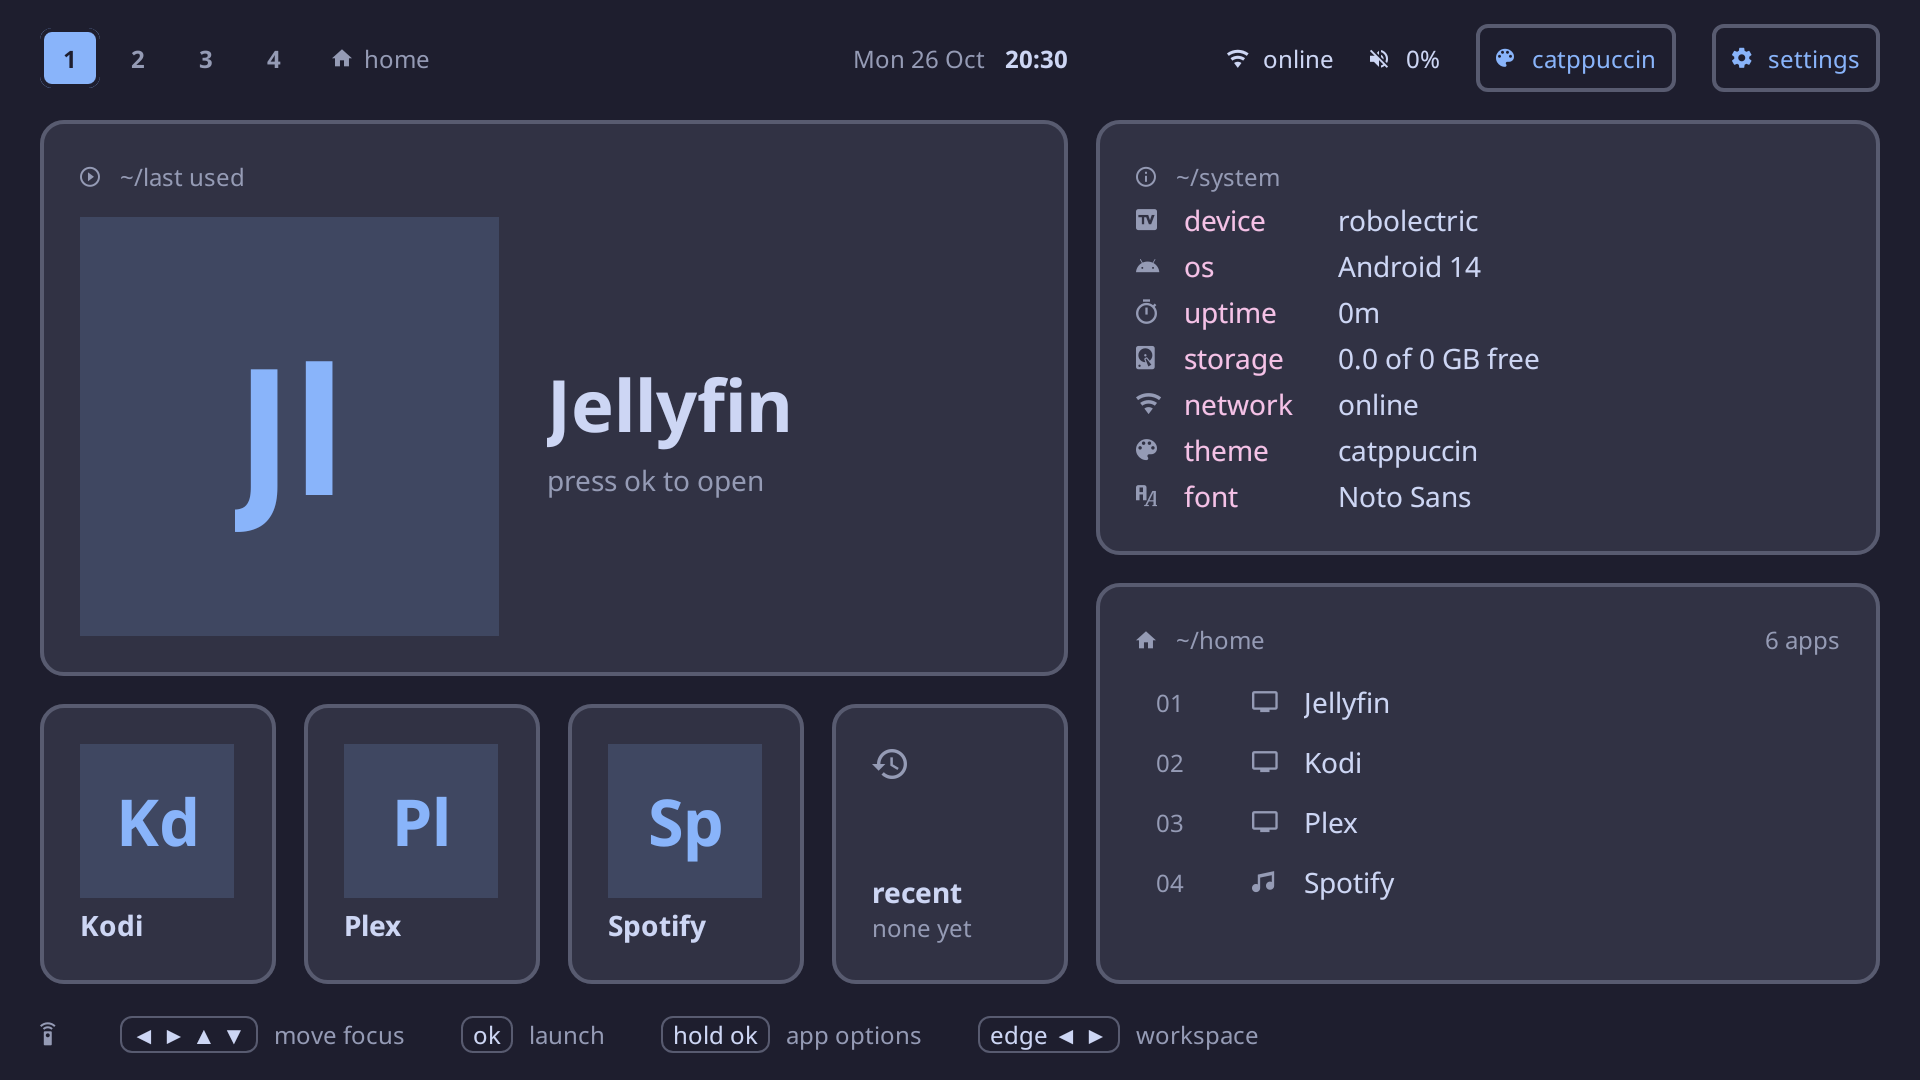 1 2 3 4 home Mon 26 Oct 20:30 online 0% catppuccin settings
~/last used
Jl
Jellyfin
press ok to open
~/system
device robolectric
os Android 14
uptime 0m
storage 0.0 of 0 GB free
network online
theme catppuccin
font Noto Sans
Kd
Kodi
Pl
Plex
Sp
Spotify
recent
none yet
~/home 6 apps
01 Jellyfin
02 Kodi
03 Plex
04 Spotify
◀ ▶ ▲ ▼ move focus ok launch hold ok app options edge ◀ ▶ workspace